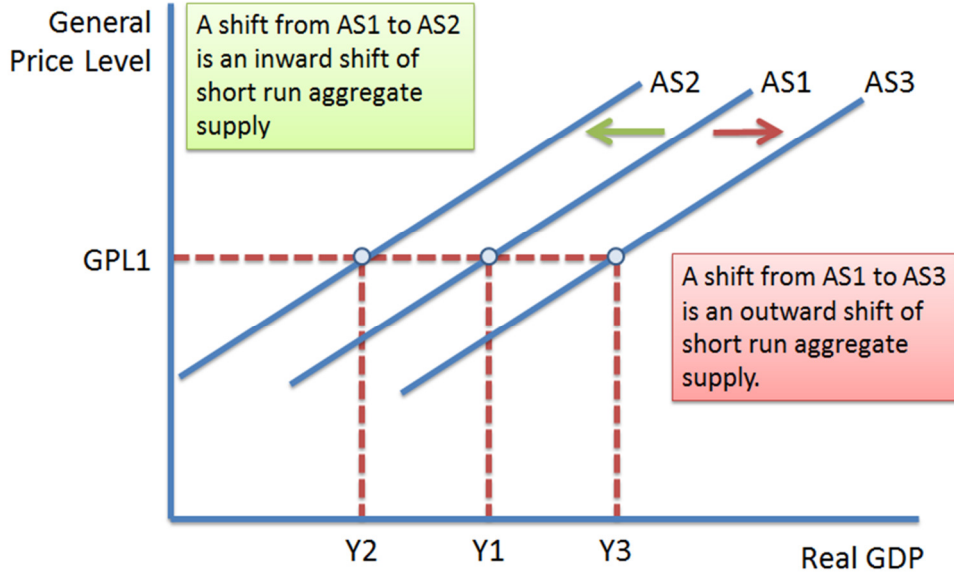 General
Price Level
A shift from AS1 to AS2
is an inward shift of
short run aggregate
supply
AS2
AS1
AS3
GPL1
A shift from AS1 to AS3
is an outward shift of
short run aggregate
supply.
Y2
Y1
Y3
Real GDP